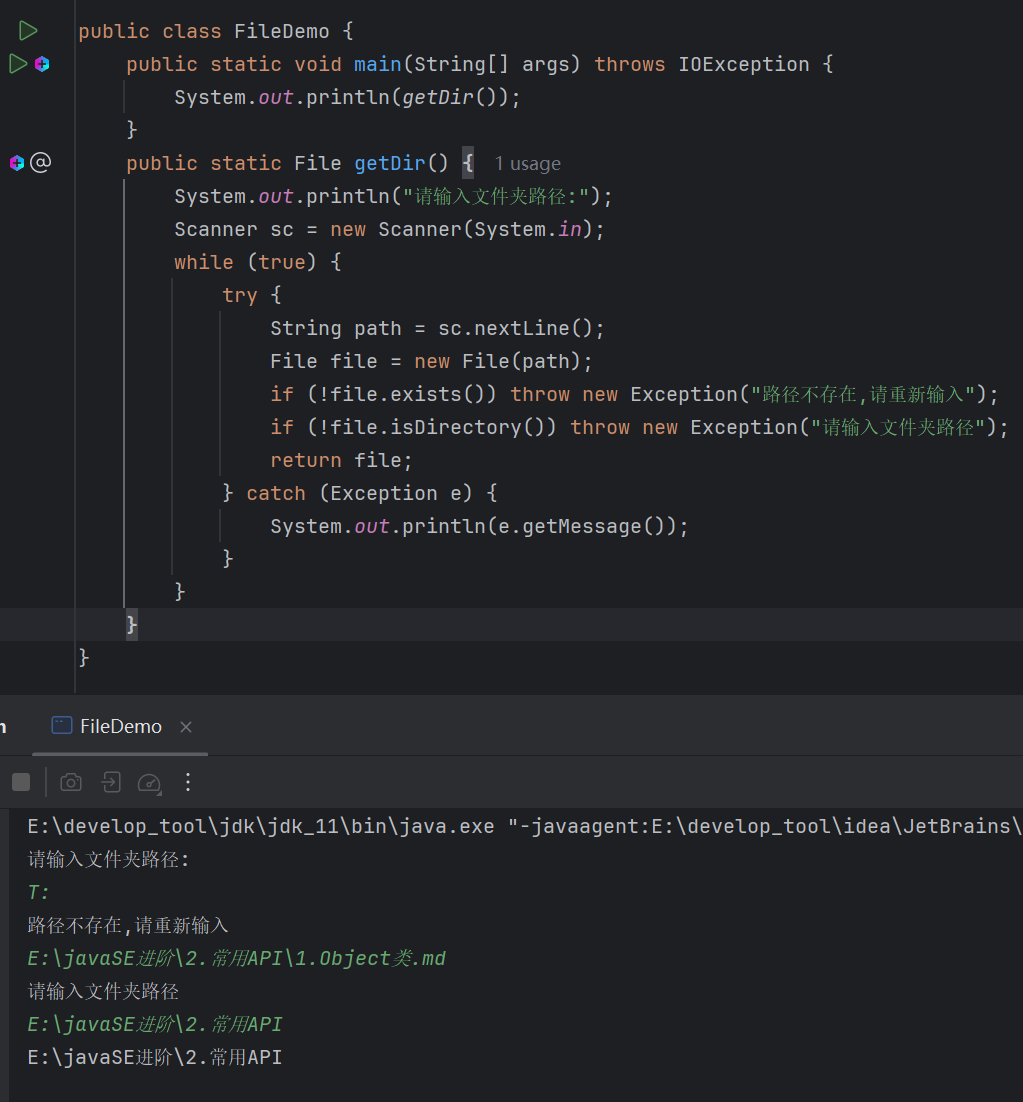 public class FileDemo {
public static void main(String[] args) throws IOException {
System.out.println(getDir());
}
public static File getDir() { 1 usage
System.out.println("请输入文件夹路径:");
Scanner sc = new Scanner(System.in);
while (true) {
try {
String path = sc.nextLine();
File file = new File(path);
if (!file.exists()) throw new Exception("路径不存在,请重新输入");
if (!file.isDirectory()) throw new Exception("请输入文件夹路径");
return file;
} catch (Exception e) {
System.out.println(e.getMessage());
}
}
}
}
FileDemo
E:\develop_tool\jdk\jdk_11\bin\java.exe "-javaagent:E:\develop_tool\idea\JetBrains\
请输入文件夹路径:
T:
路径不存在,请重新输入
E:\javaSE进阶\2.常用API\1.Object类.md
请输入文件夹路径
E:\javaSE进阶\2.常用API
E:\javaSE进阶\2.常用API